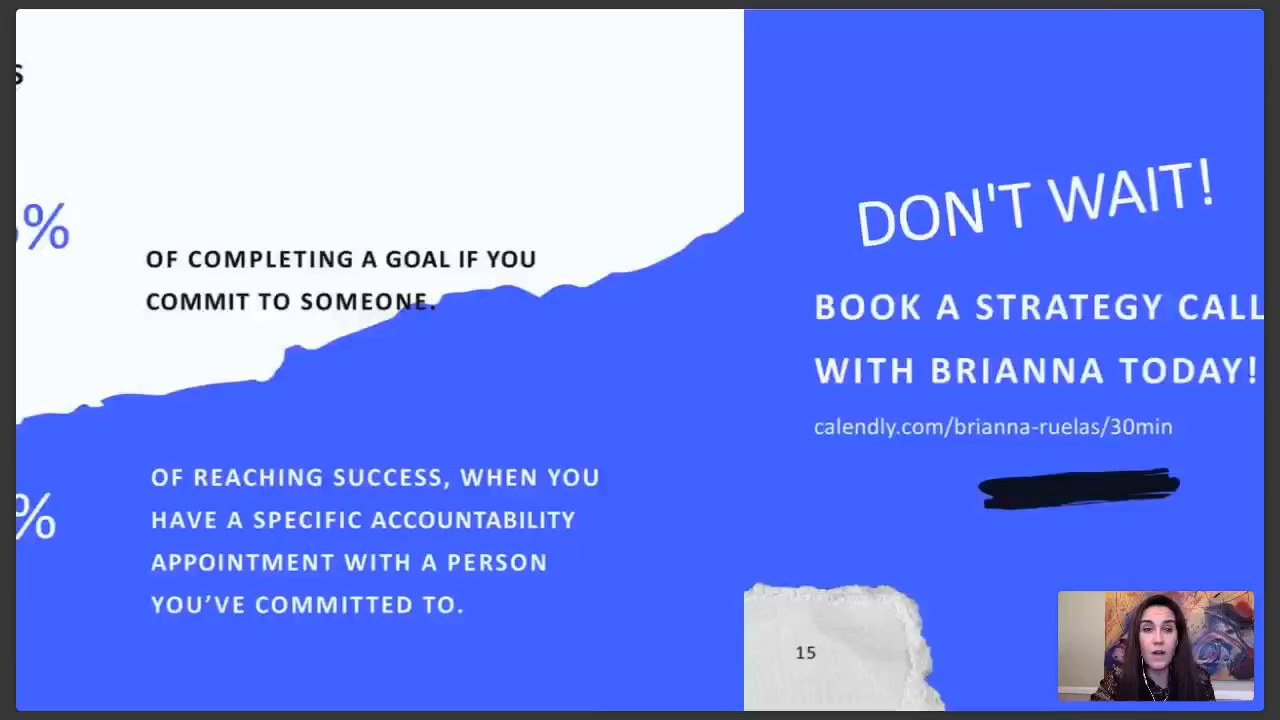 S
%
OF COMPLETING A GOAL IF YOU
COMMIT TO SOMEONE.
%
OF REACHING SUCCESS, WHEN YOU
HAVE A SPECIFIC ACCOUNTABILITY
APPOINTMENT WITH A PERSON
YOU’VE COMMITTED TO.
DON'T WAIT!
BOOK A STRATEGY CALL
WITH BRIANNA TODAY!
calendly.com/brianna-ruelas/30min
15